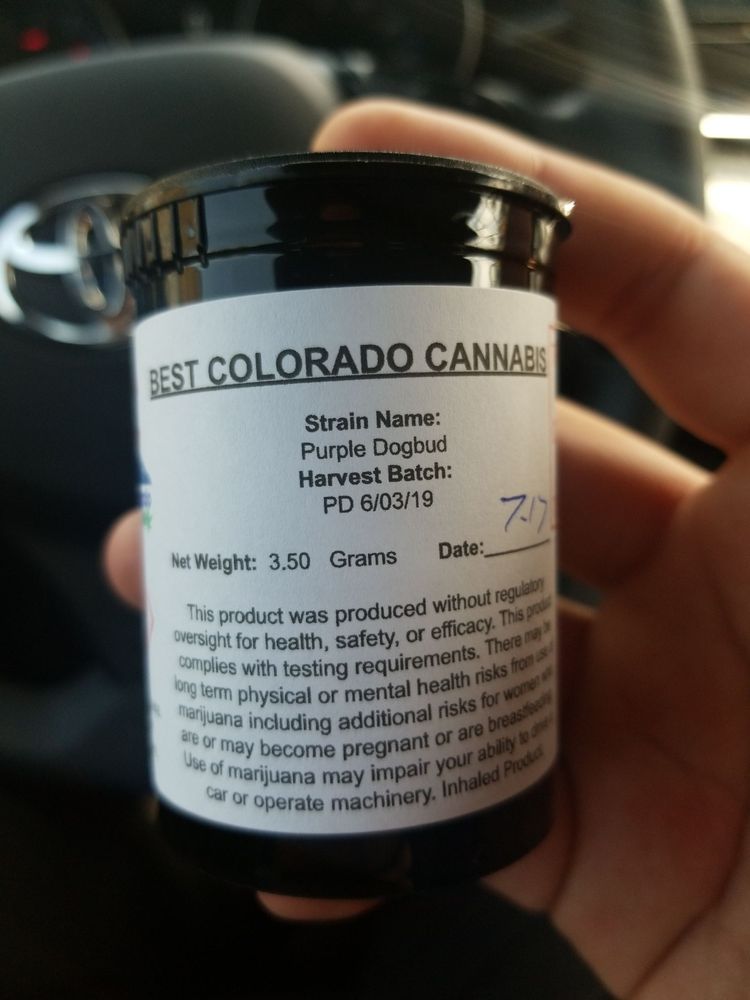 BEST COLORADO CANNABIS
Strain Name:
Purple Dogbud
Harvest Batch:
PD 6/03/19
7-17
Net Weight: 3.50 Grams Date:
This product was produced without regulatory
oversight for health, safety, or efficacy. This product
complies with testing requirements. There may be
long term physical or mental health risks from use
marijuana including additional risks for women
are or may become pregnant or are breastfeeding.
Use of marijuana may impair your ability to drive
car or operate machinery. Inhaled Product.